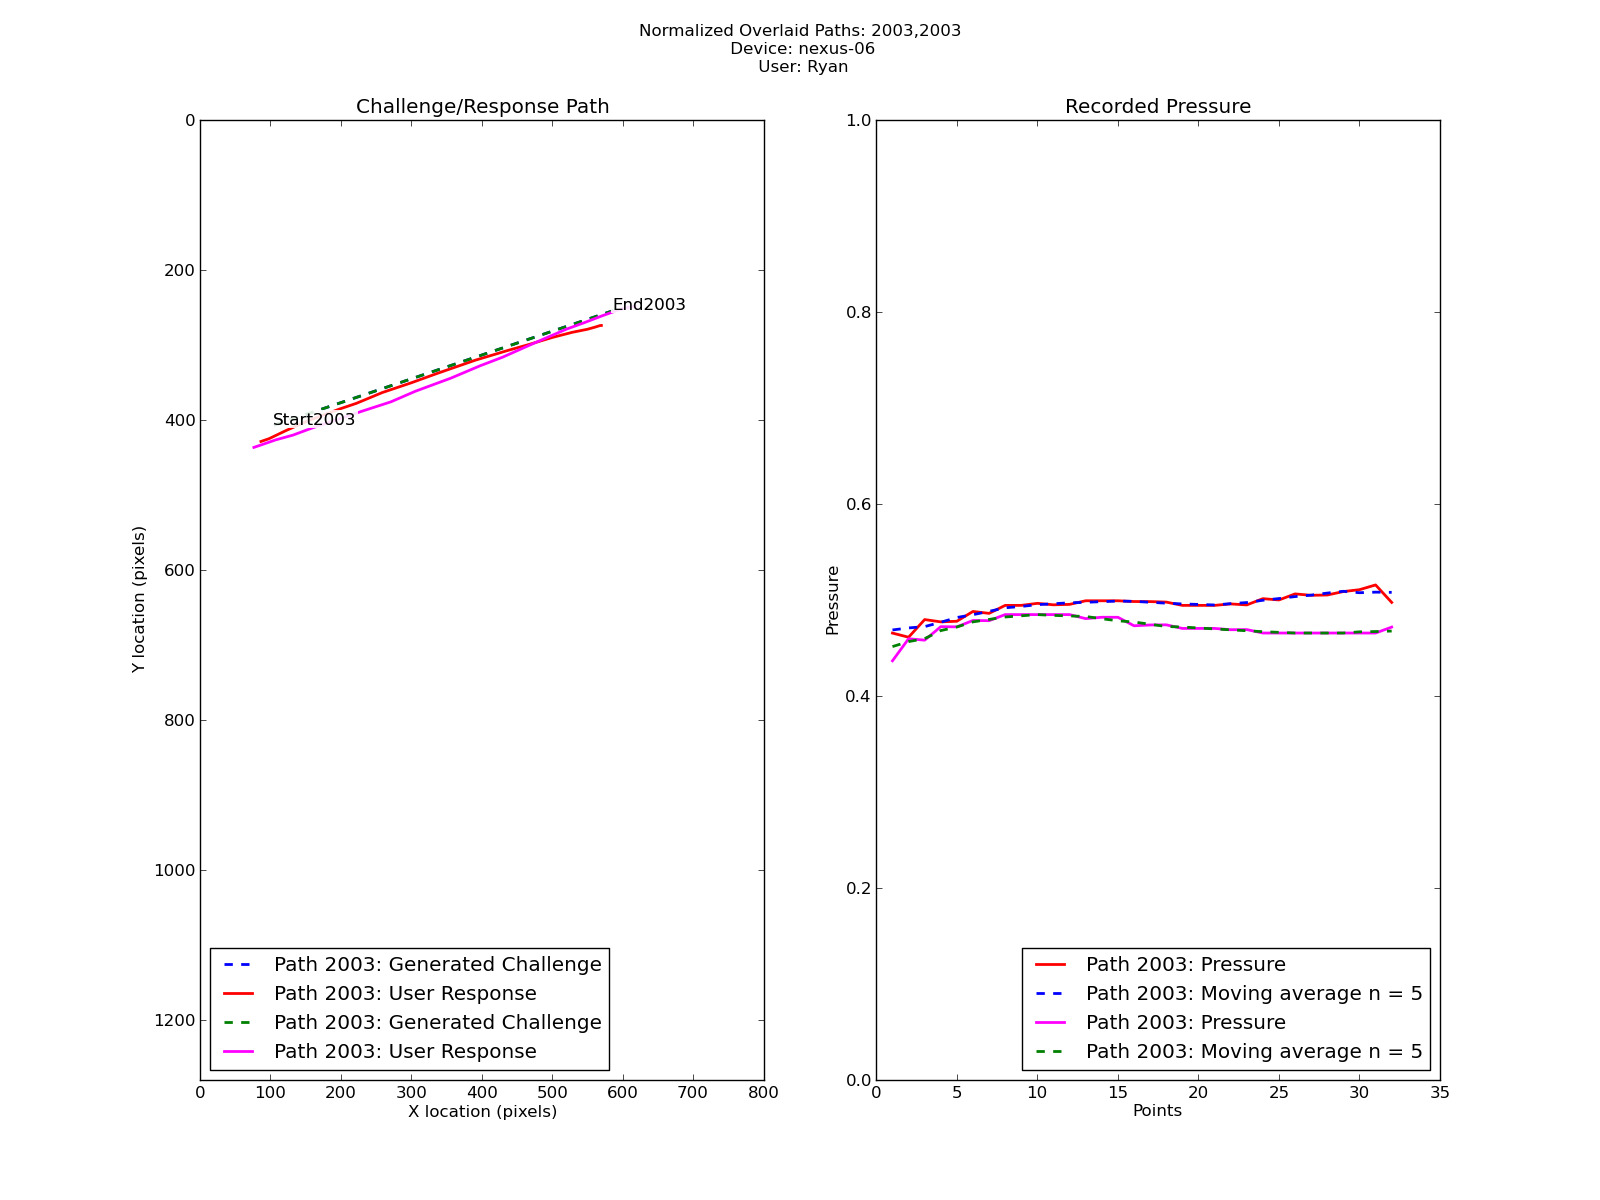 Normalized Overlaid Paths: 2003,2003
Device: nexus-06
User: Ryan
Challenge/Response Path
0
200
400
600
800
1000
1200
Y location (pixels)
End2003
Start2003
Path 2003: Generated Challenge
Path 2003: User Response
Path 2003: Generated Challenge
Path 2003: User Response
0 100 200 300 400 500 600 700 800
X location (pixels)
Recorded Pressure
1.0
0.8
0.6
0.4
0.2
0.0
Pressure
Path 2003: Pressure
Path 2003: Moving average n = 5
Path 2003: Pressure
Path 2003: Moving average n = 5
0 5 10 15 20 25 30 35
Points